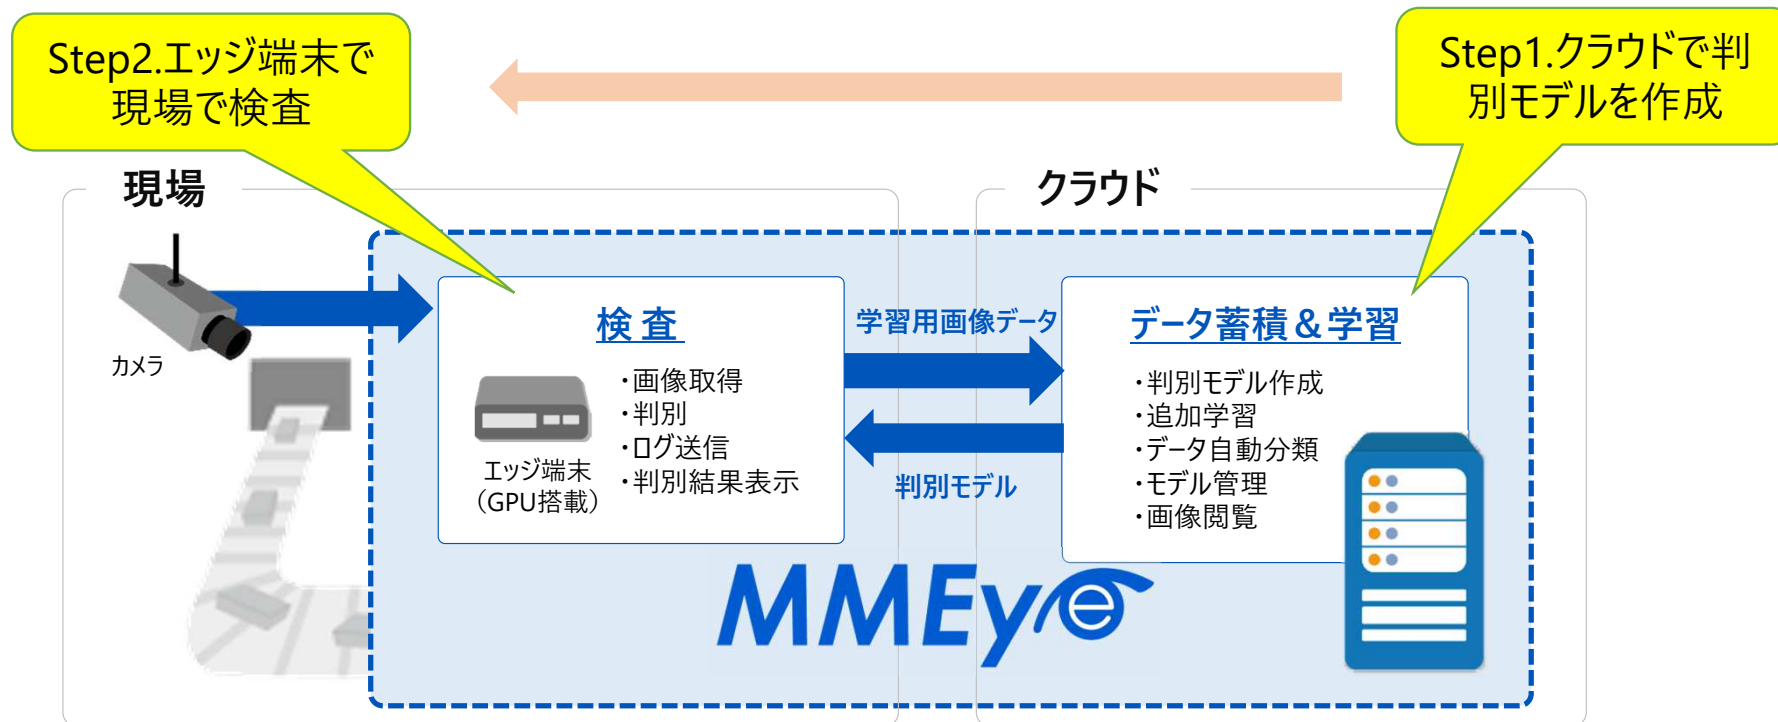 Step2.エッジ端末で
現場で検査
Step1.クラウドで判
別モデルを作成
現場
クラウド
カメラ
検査
エッジ端末
（GPU搭載）
・画像取得
・判別
・ログ送信
・判別結果表示
学習用画像データ
判別モデル
データ蓄積＆学習
・判別モデル作成
・追加学習
・データ自動分類
・モデル管理
・画像閲覧
MMEye